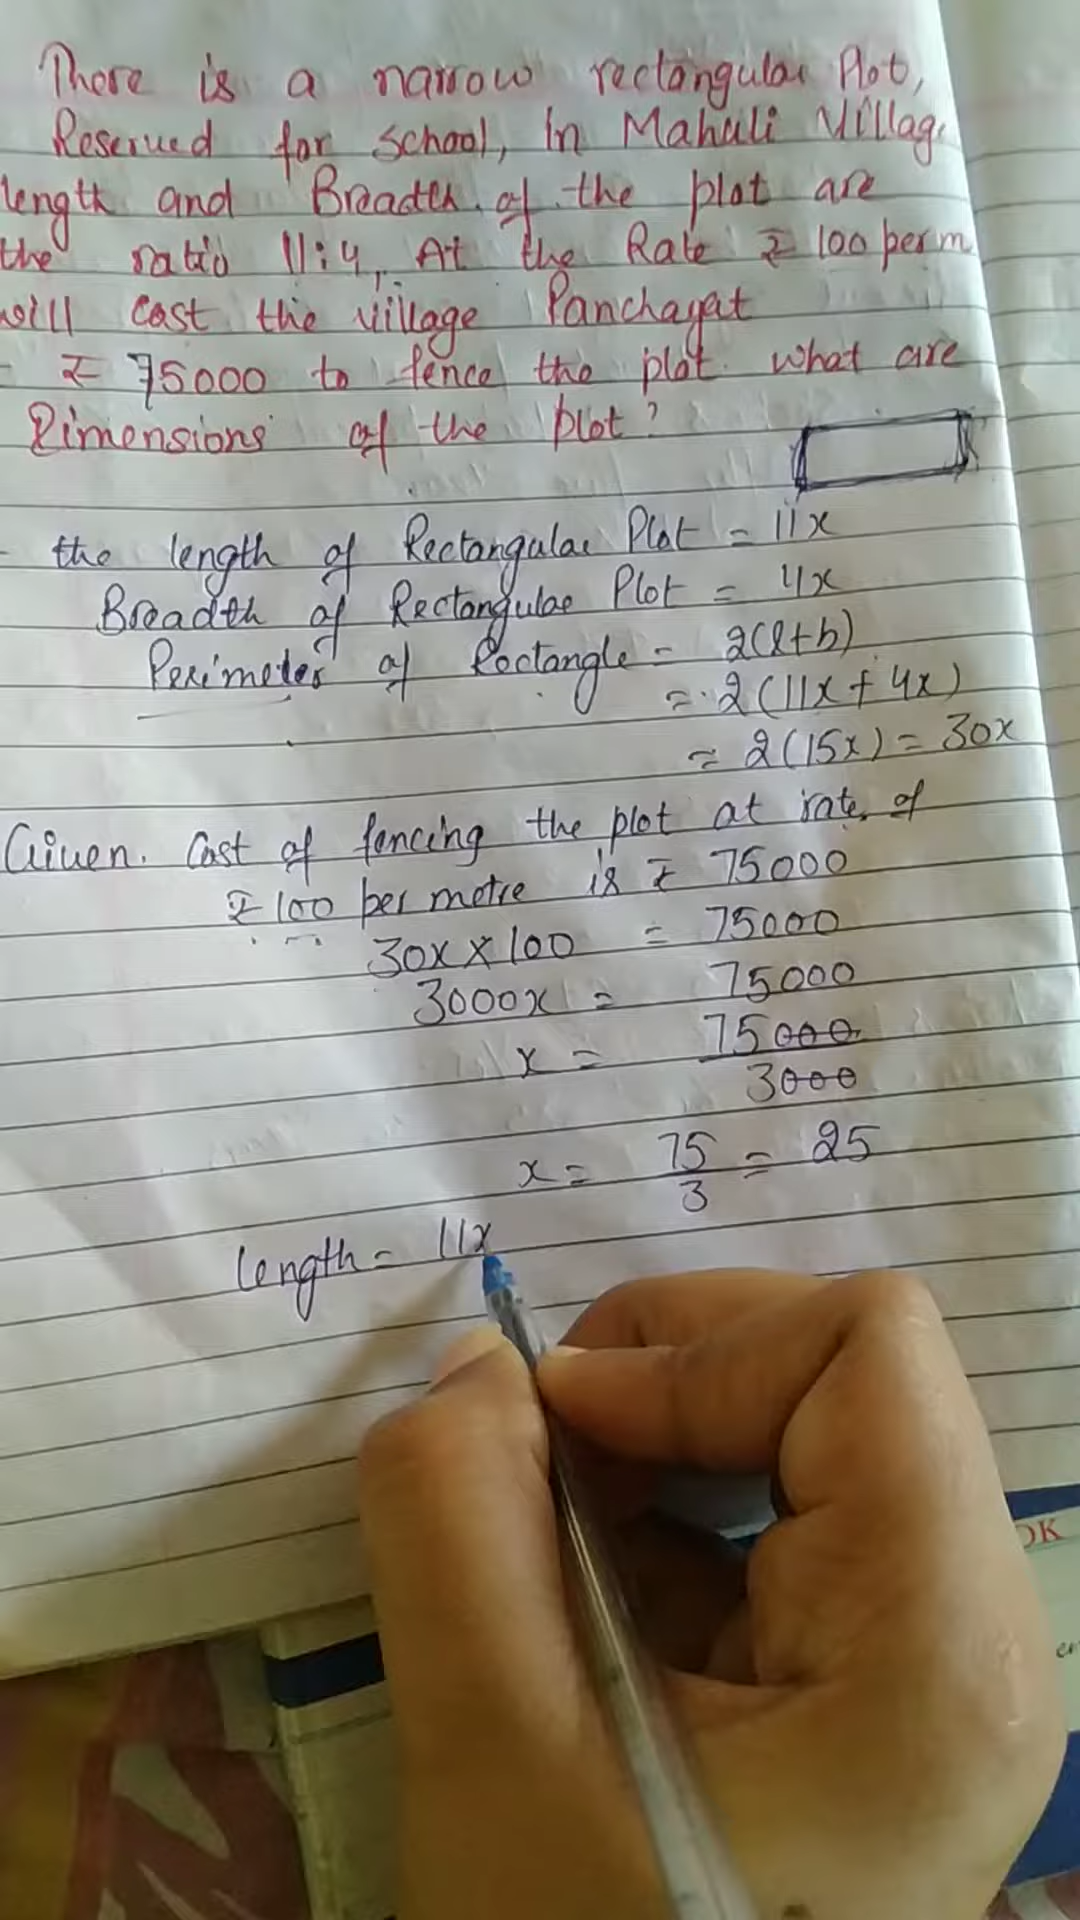 There is a narrow rectangular Plot,
Reserved for school, in Mahuli Villag
length and Breadth of the plot are
the ratio 11:4, At the Rate ₹ 100 per m
will cost the village Panchayat
₹ 75000 to fence the plot. what are
Dimensions of the plot?
the length of Rectangular Plot = 11x
Breadth of Rectangular Plot = 4x
Perimeter of Rectangle = 2(l+b)
= 2(11x + 4x)
= 2(15x) = 30x
Given. Cost of fencing the plot at rate of
₹ 100 per metre is ₹ 75000
30x × 100 = 75000
3000x = 75000
x = 75000
3000
x = 75 = 25
3
length = 11x
OK
er